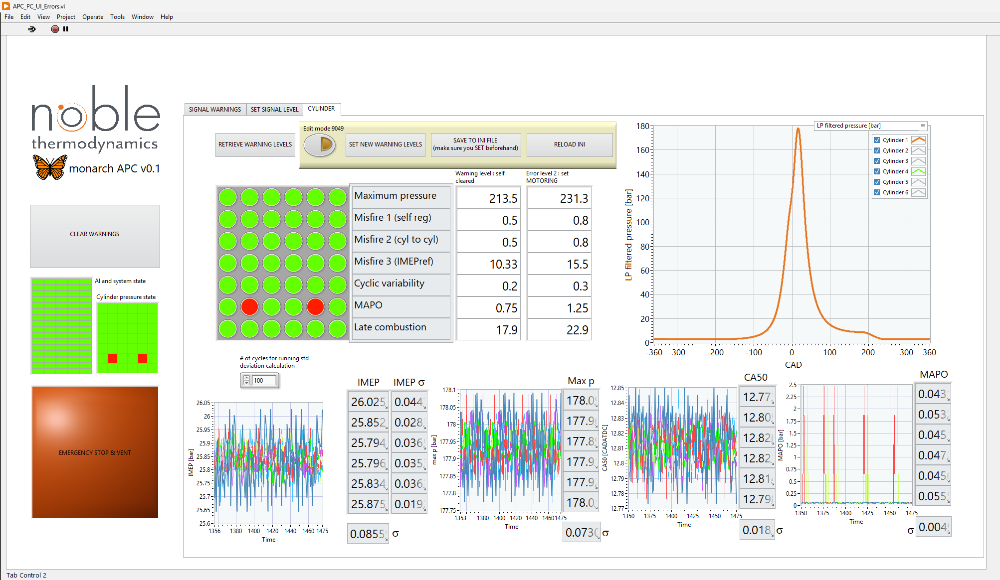 APC_PC_UI_Errors.vi
File Edit View Project Operate Tools Window Help
noble
thermodynamics
monarch APC v0.1
CLEAR WARNINGS
AI and system state
Cylinder pressure state
EMERGENCY STOP & VENT
SIGNAL WARNINGS SET SIGNAL LEVEL CYLINDER
RETRIEVE WARNING LEVELS
Edit mode 9049
SET NEW WARNING LEVELS
SAVE TO INI FILE
(make sure you SET beforehand)
RELOAD INI
Warning level : self
cleared
Error level 2 : set
MOTORING
Maximum pressure 213.5 231.3
Misfire 1 (self reg) 0.5 0.8
Misfire 2 (cyl to cyl) 0.5 0.8
Misfire 3 (IMEPref) 10.33 15.5
Cyclic variability 0.2 0.3
MAPO 0.75 1.25
Late combustion 17.9 22.9
LP filtered pressure [bar]
Cylinder 1
Cylinder 2
Cylinder 3
Cylinder 4
Cylinder 5
Cylinder 6
LP filtered pressure [bar]
180
160
140
120
100
80
60
40
20
0
-360 -300 -200 -100 0 100 200 300 360
CAD
# of cycles for running std
deviation calculation
100
IMEP [bar]
26.05
26
25.95
25.9
25.85
25.8
25.75
25.7
25.65
25.6
1356 1380 1400 1420 1440 1460 1475
Time
IMEP IMEP σ
26.025 0.044
25.852 0.028
25.794 0.036
25.796 0.035
25.834 0.036
25.875 0.019
0.0855 σ
max p [bar]
178.1
178.05
178
177.95
177.9
177.85
177.8
177.75
1353 1380 1400 1420 1440 1460 1475
Time
Max p
178.0
177.9
177.8
177.9
177.9
178.0
0.0730 σ
CA50 [CADATDC]
12.85
12.84
12.83
12.82
12.81
12.8
12.79
12.78
12.77
1350 1375 1400 1425 1450 1475
Time
CA50
12.77
12.80
12.82
12.82
12.81
12.79
0.018 σ
MAPO [bar]
2.5
2.25
2
1.75
1.5
1.25
1
0.75
0.5
0.25
0
1350 1375 1400 1425 1450 1475
Time
MAPO
0.043
0.053
0.045
0.047
0.045
0.055
σ 0.004
Tab Control 2